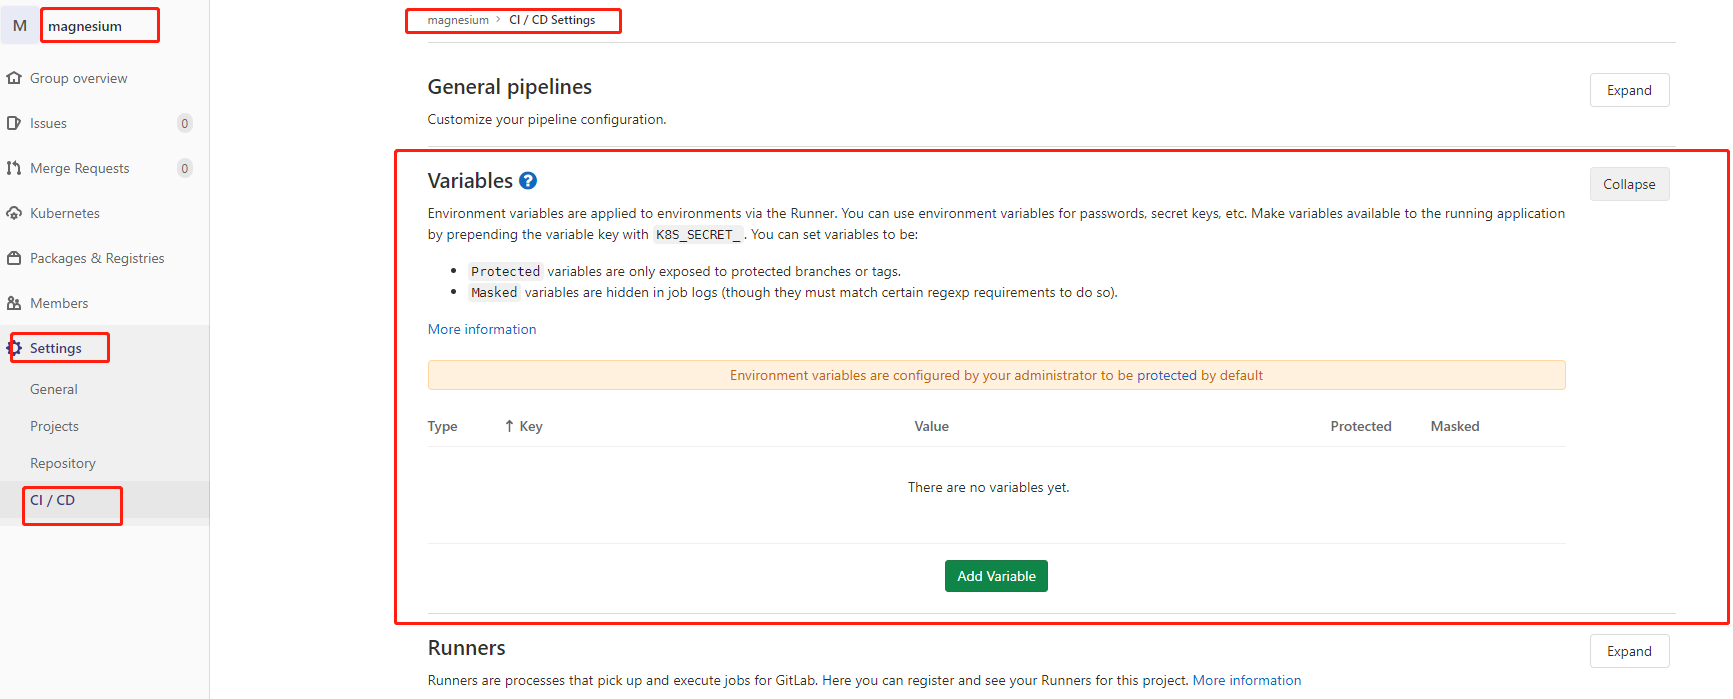 M magnesium
Group overview
Issues 0
Merge Requests 0
Kubernetes
Packages & Registries
Members
Settings
General
Projects
Repository
CI / CD
magnesium › CI / CD Settings
General pipelines
Expand
Customize your pipeline configuration.
Variables ?
Collapse
Environment variables are applied to environments via the Runner. You can use environment variables for passwords, secret keys, etc. Make variables available to the running application
by prepending the variable key with K8S_SECRET_. You can set variables to be:
• Protected variables are only exposed to protected branches or tags.
• Masked variables are hidden in job logs (though they must match certain regexp requirements to do so).
More information
Environment variables are configured by your administrator to be protected by default
Type ↑ Key Value Protected Masked
There are no variables yet.
Add Variable
Runners
Expand
Runners are processes that pick up and execute jobs for GitLab. Here you can register and see your Runners for this project. More information